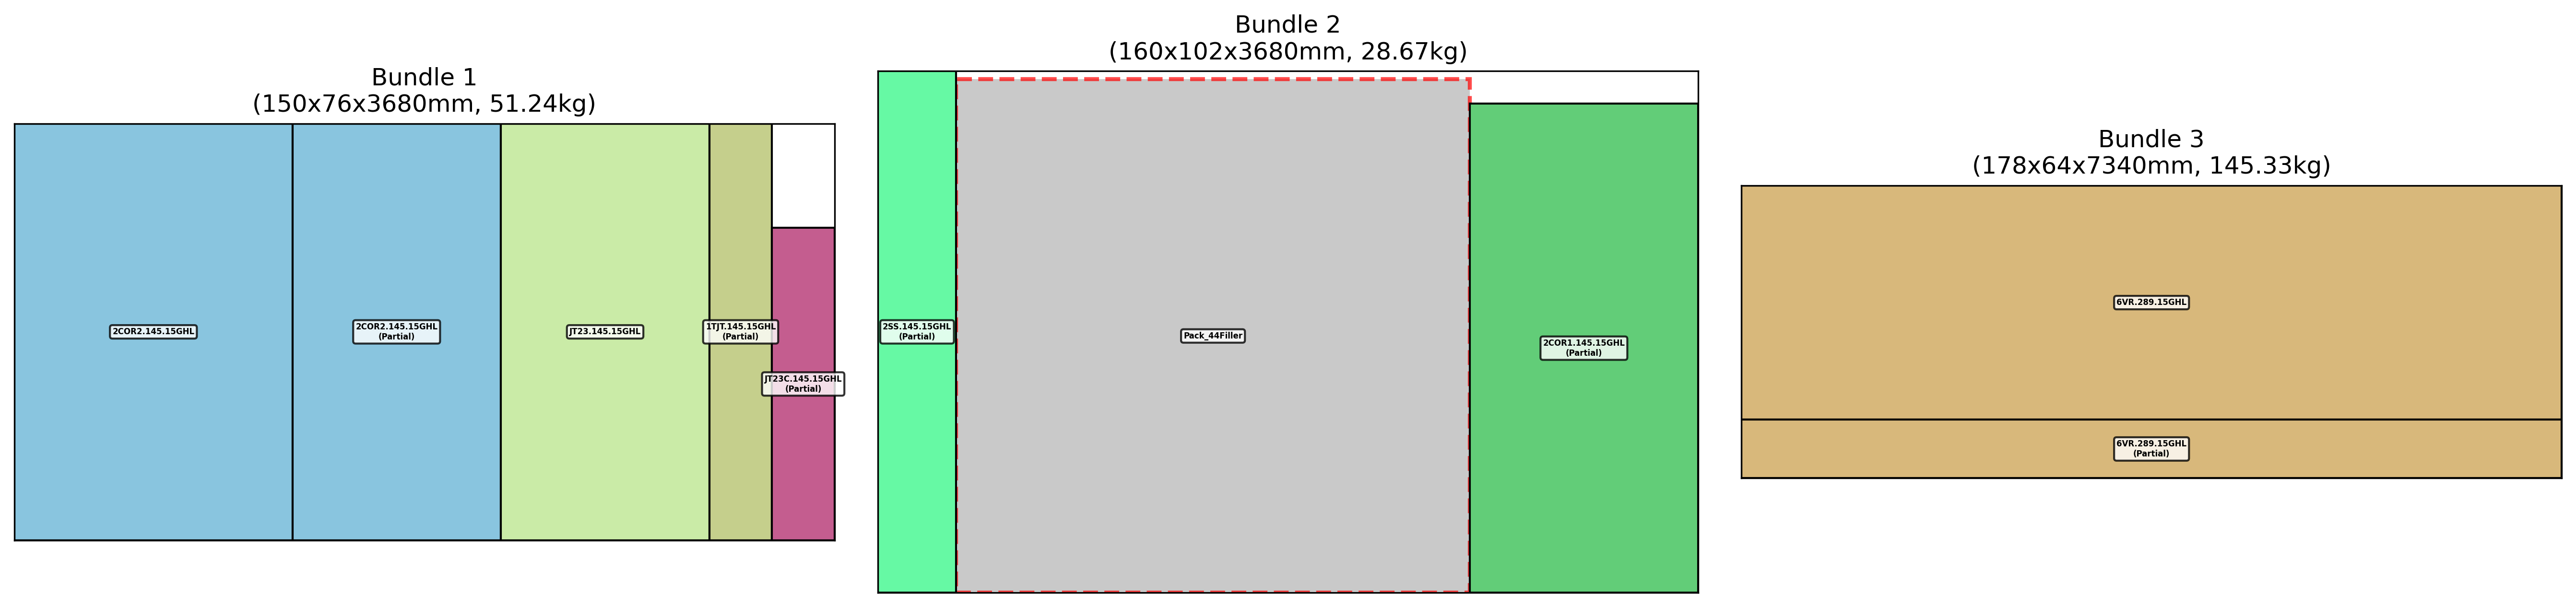 Bundle 1
(150x76x3680mm, 51.24kg)
2COR2.145.15GHL
2COR2.145.15GHL
(Partial)
JT23.145.15GHL
1TJT.145.15GHL
(Partial)
JT23C.145.15GHL
(Partial)
Bundle 2
(160x102x3680mm, 28.67kg)
2SS.145.15GHL
(Partial)
Pack_44Filler
2COR1.145.15GHL
(Partial)
Bundle 3
(178x64x7340mm, 145.33kg)
6VR.289.15GHL
6VR.289.15GHL
(Partial)